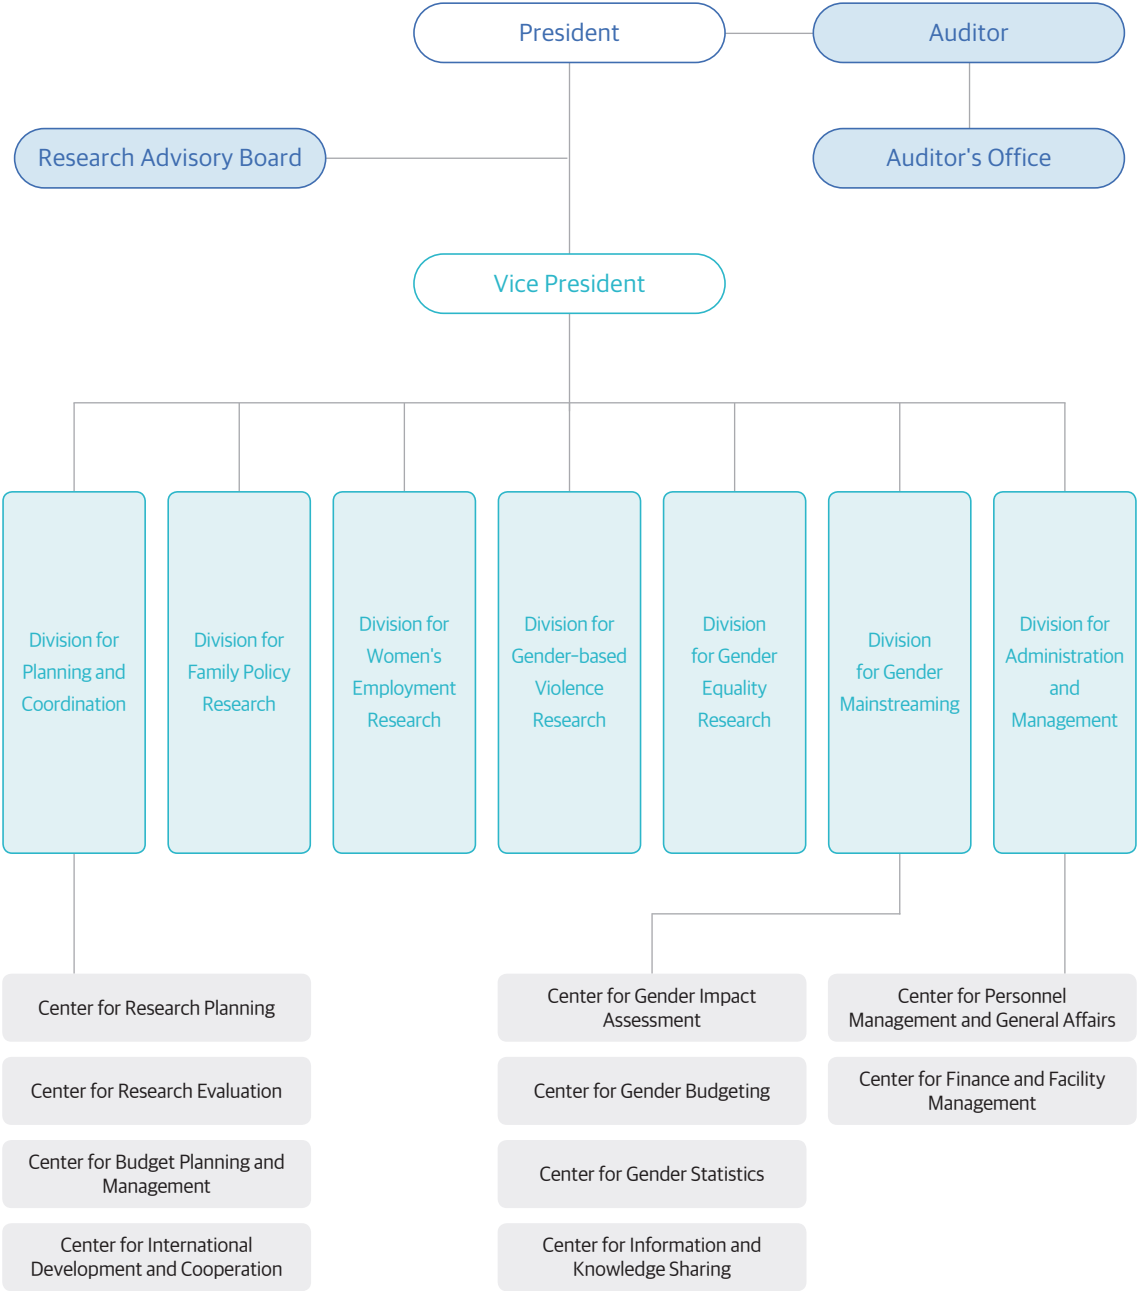 President
Auditor
Research Advisory Board
Auditor's Office
Vice President
Division for
Planning and
Coordination
Division for
Family Policy
Research
Division for
Women's
Employment
Research
Division for
Gender-based
Violence
Research
Division
for Gender
Equality
Research
Division
for Gender
Mainstreaming
Division for
Administration
and
Management
Center for Research Planning
Center for Research Evaluation
Center for Budget Planning and
Management
Center for International
Development and Cooperation
Center for Gender Impact
Assessment
Center for Gender Budgeting
Center for Gender Statistics
Center for Information and
Knowledge Sharing
Center for Personnel
Management and General Affairs
Center for Finance and Facility
Management